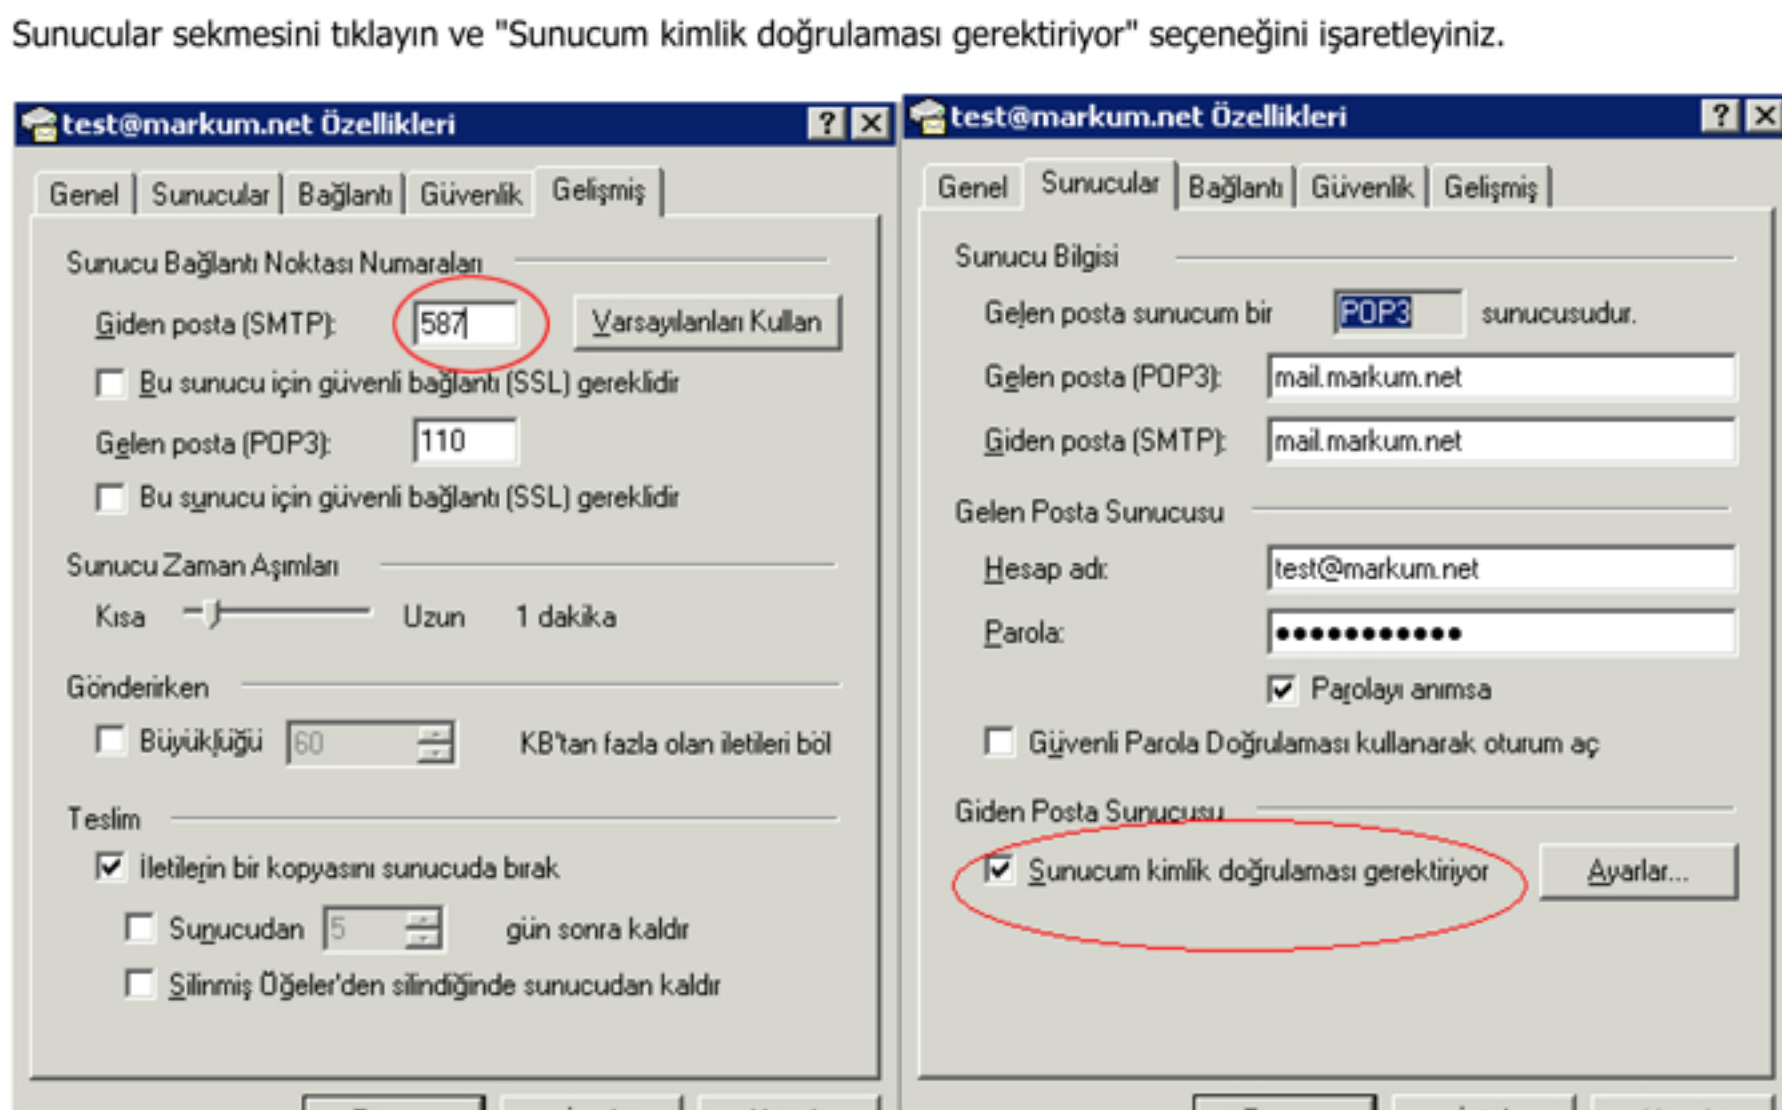 Sunucular sekmesini tıklayın ve "Sunucum kimlik doğrulaması gerektiriyor" seçeneğini işaretleyiniz.
test@markum.net Özellikleri
Genel Sunucular Bağlantı Güvenlik Gelişmiş
Sunucu Bağlantı Noktası Numaraları
Giden posta (SMTP): 587 Varsayılanları Kullan
Bu sunucu için güvenli bağlantı (SSL) gereklidir
Gelen posta (POP3): 110
Bu sunucu için güvenli bağlantı (SSL) gereklidir
Sunucu Zaman Aşımları
Kısa Uzun 1 dakika
Gönderirken
Büyüklüğü 60 KB'tan fazla olan iletileri böl
Teslim
İletilerin bir kopyasını sunucuda bırak
Sunucudan 5 gün sonra kaldır
Silinmiş Öğeler'den silindiğinde sunucudan kaldır
test@markum.net Özellikleri
Genel Sunucular Bağlantı Güvenlik Gelişmiş
Sunucu Bilgisi
Gelen posta sunucum bir POP3 sunucusudur.
Gelen posta (POP3): mail.markum.net
Giden posta (SMTP): mail.markum.net
Gelen Posta Sunucusu
Hesap adı: test@markum.net
Parola: ●●●●●●●●●●●●●
Parolayı anımsa
Güvenli Parola Doğrulaması kullanarak oturum aç
Giden Posta Sunucusu
Sunucum kimlik doğrulaması gerektiriyor Ayarlar...